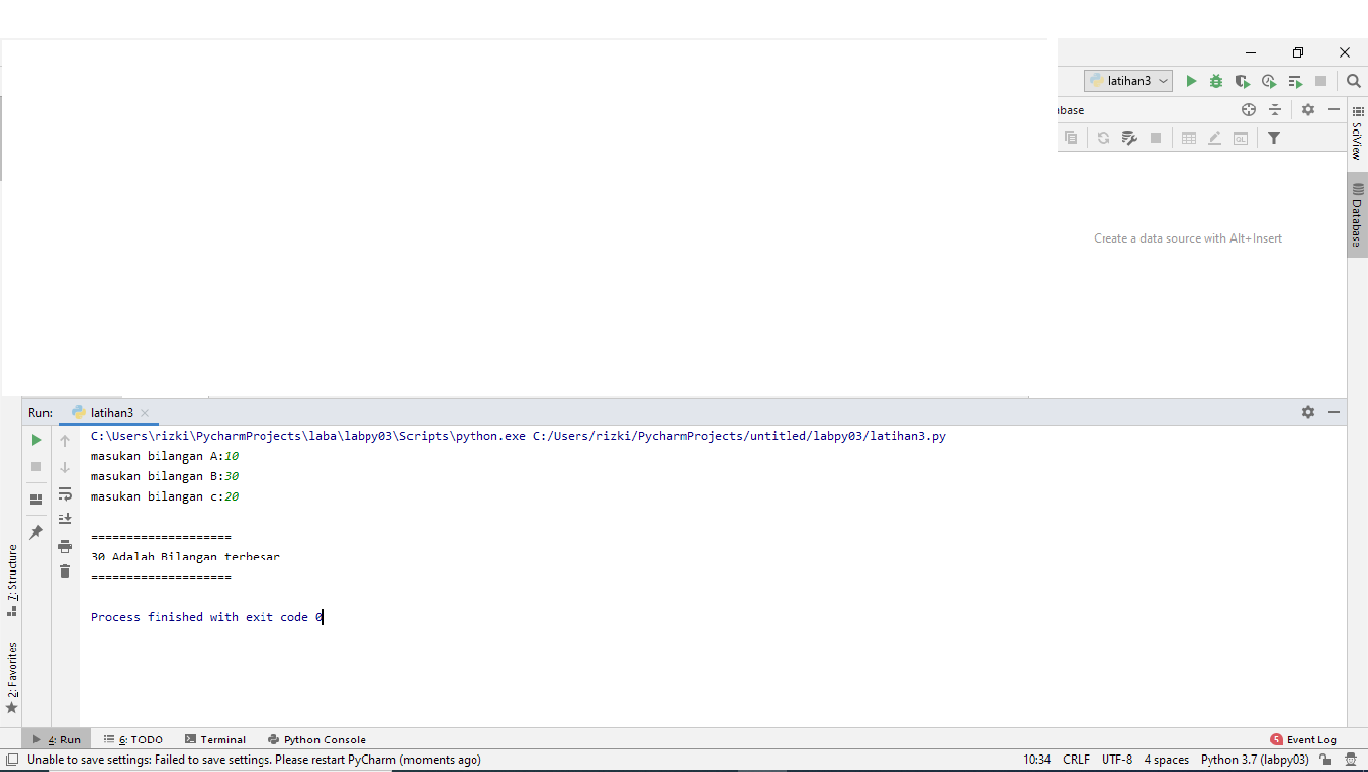 latihan3
abase
SciView
Database
Create a data source with Alt+Insert
Run: latihan3
C:\Users\rizki\PycharmProjects\laba\labpy03\Scripts\python.exe C:/Users/rizki/PycharmProjects/untitled/labpy03/latihan3.py
masukan bilangan A:10
masukan bilangan B:30
masukan bilangan c:20
====================
30 Adalah Bilangan terbesar
====================
Process finished with exit code 0
7: Structure
2: Favorites
4: Run 6: TODO Terminal Python Console 5 Event Log
Unable to save settings: Failed to save settings. Please restart PyCharm (moments ago) 10:34 CRLF UTF-8 4 spaces Python 3.7 (labpy03)